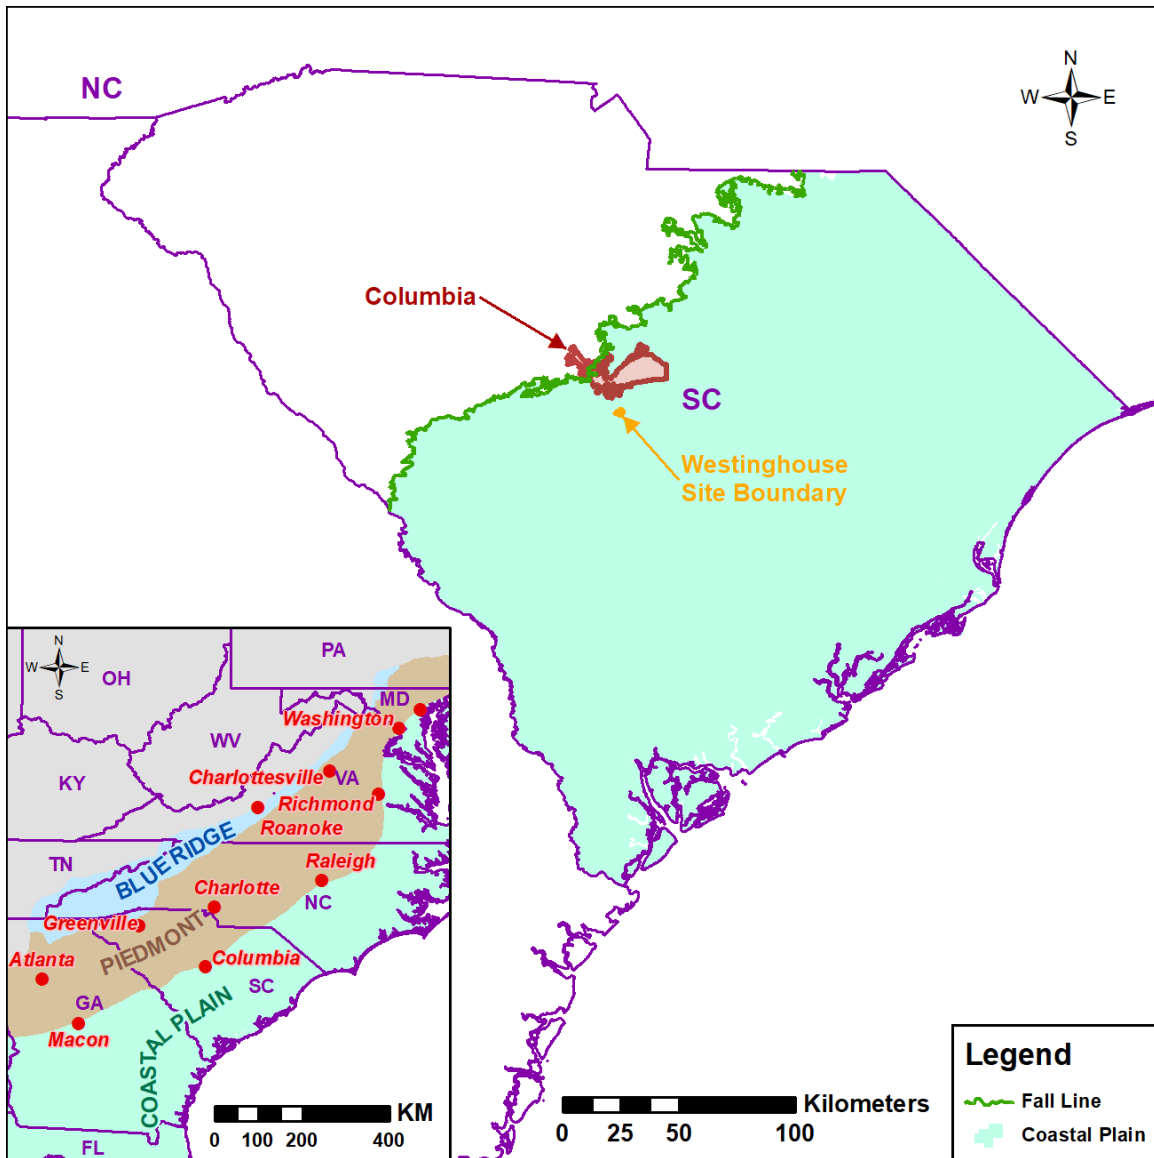 NC
N
W E
S
Columbia
SC
Westinghouse
Site Boundary
N
W E
S
PA
OH
MD
Washington
WV
Charlottesville
VA
KY
Richmond
Roanoke
BLUE RIDGE
TN
Raleigh
Charlotte
NC
Greenville
PIEDMONT
Atlanta
Columbia
SC
GA
Macon
COASTAL PLAIN
FL
KM
0 100 200 400
Kilometers
0 25 50 100
Legend
Fall Line
Coastal Plain